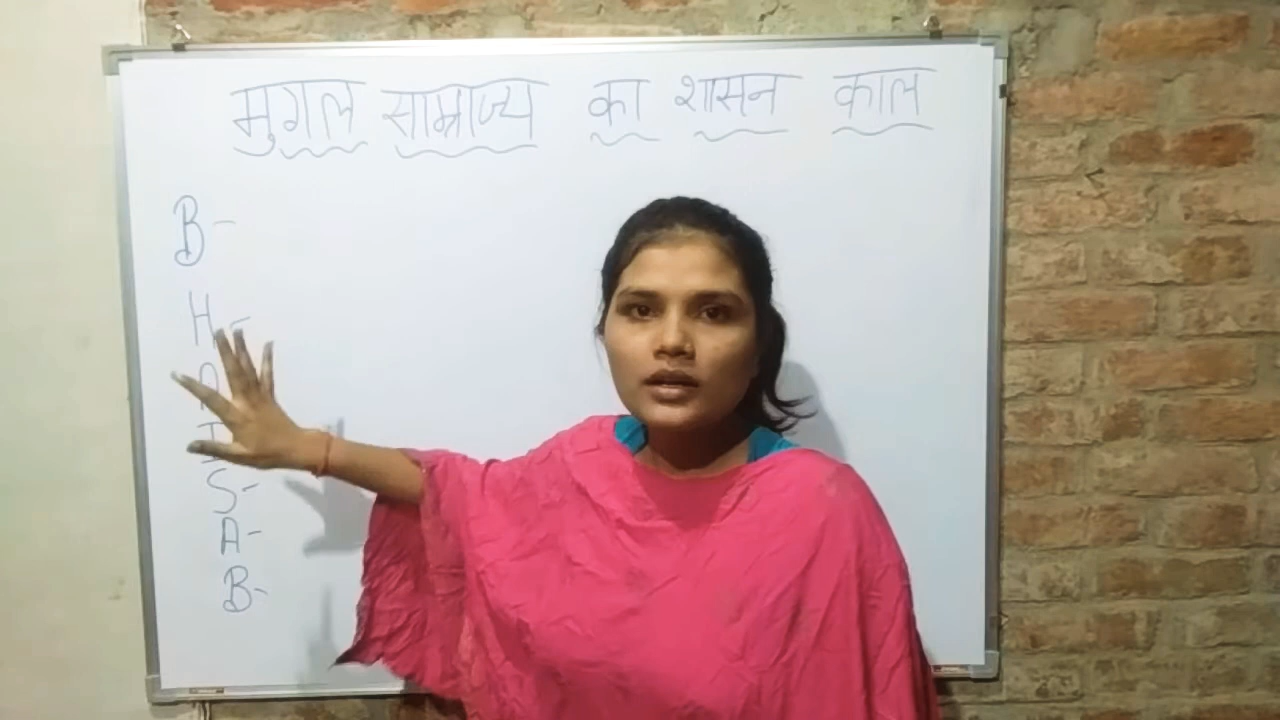 मुगल साम्राज्य का शासन काल
B-
H-
A
I
S-
A-
B-